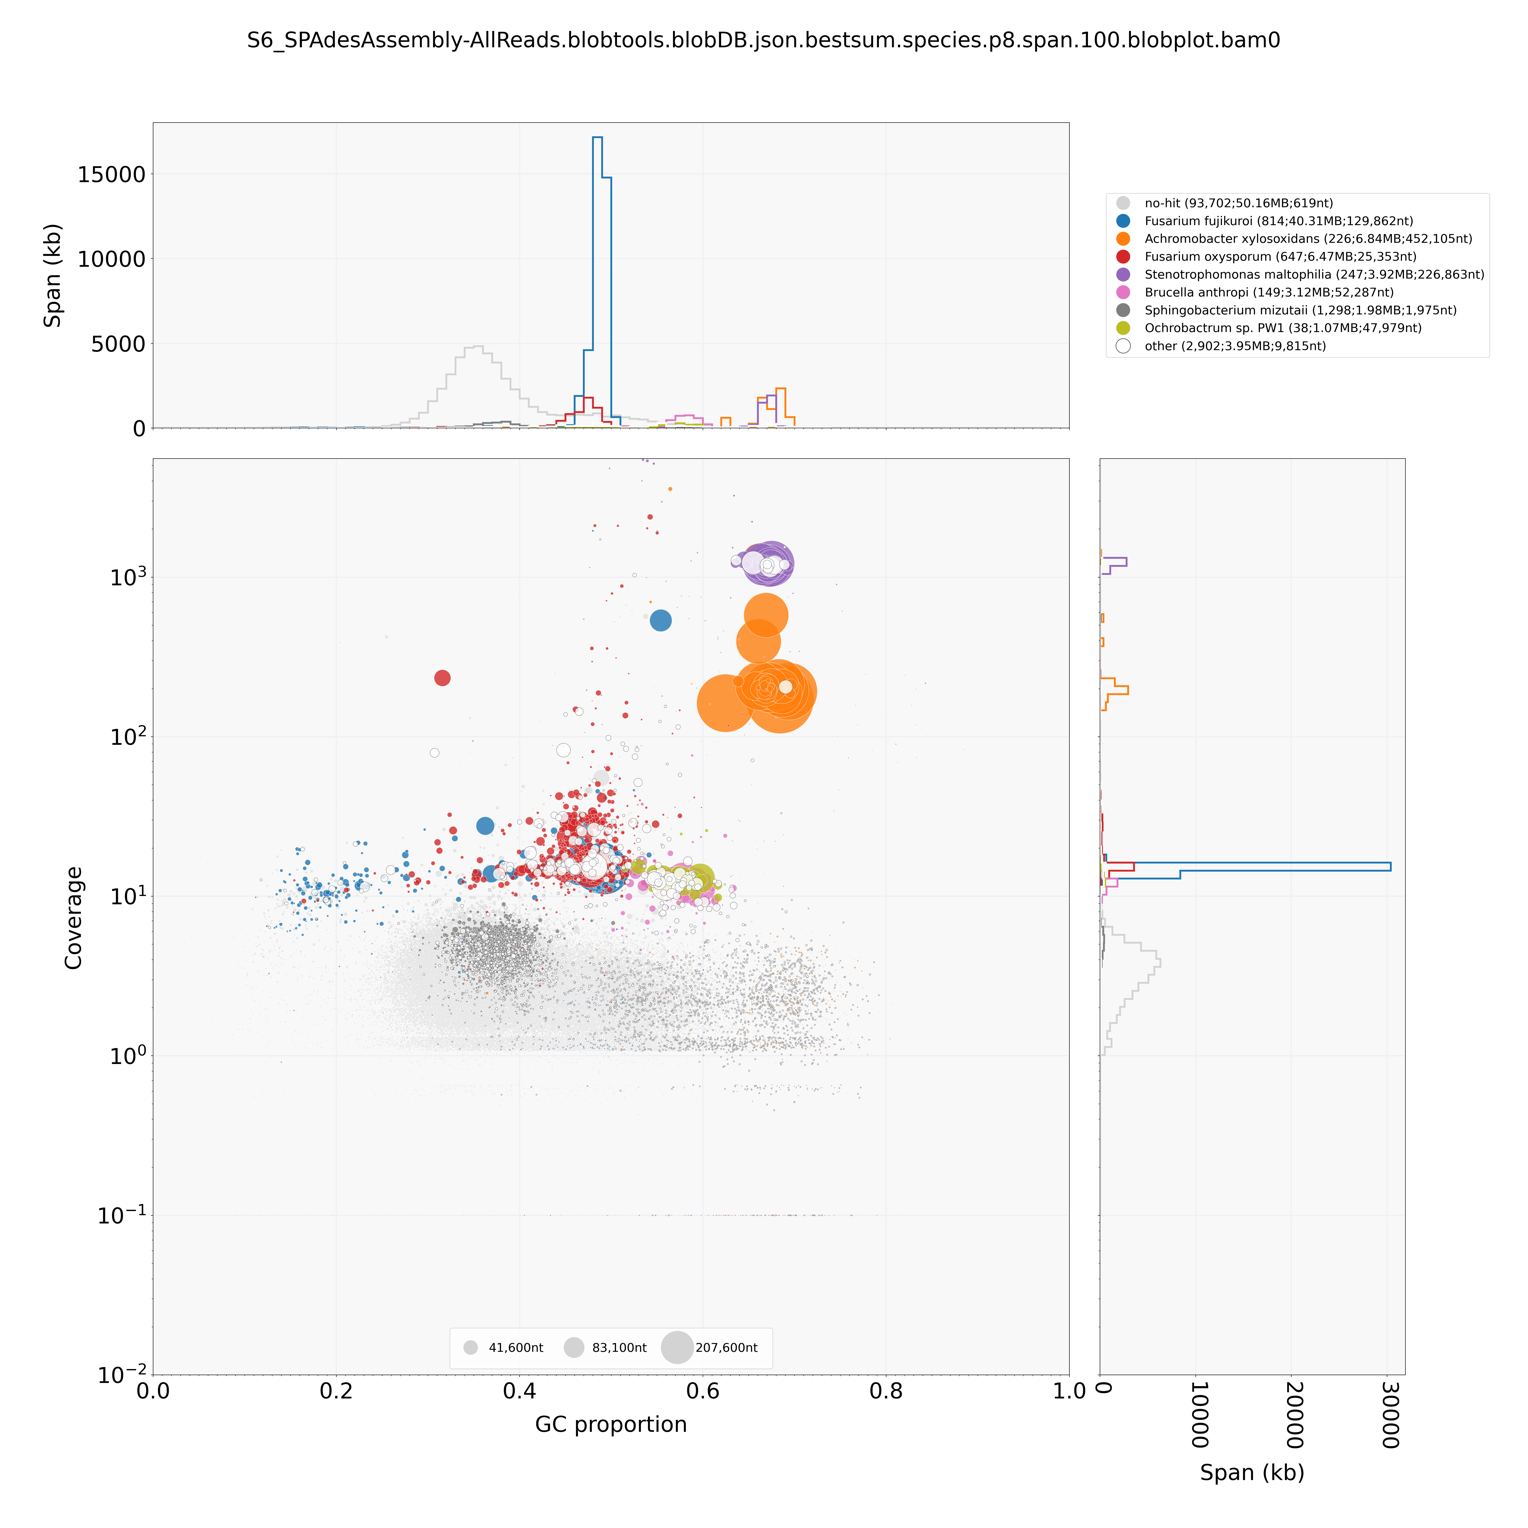 S6_SPAdesAssembly-AllReads.blobtools.blobDB.json.bestsum.species.p8.span.100.blobplot.bam0
Span (kb)
15000
10000
5000
0
no-hit (93,702;50.16MB;619nt)
Fusarium fujikuroi (814;40.31MB;129,862nt)
Achromobacter xylosoxidans (226;6.84MB;452,105nt)
Fusarium oxysporum (647;6.47MB;25,353nt)
Stenotrophomonas maltophilia (247;3.92MB;226,863nt)
Brucella anthropi (149;3.12MB;52,287nt)
Sphingobacterium mizutaii (1,298;1.98MB;1,975nt)
Ochrobactrum sp. PW1 (38;1.07MB;47,979nt)
other (2,902;3.95MB;9,815nt)
Coverage
10³
10²
10¹
10⁰
10⁻¹
10⁻²
41,600nt 83,100nt 207,600nt
0.0 0.2 0.4 0.6 0.8 1.0
GC proportion
0 10000 20000 30000
Span (kb)